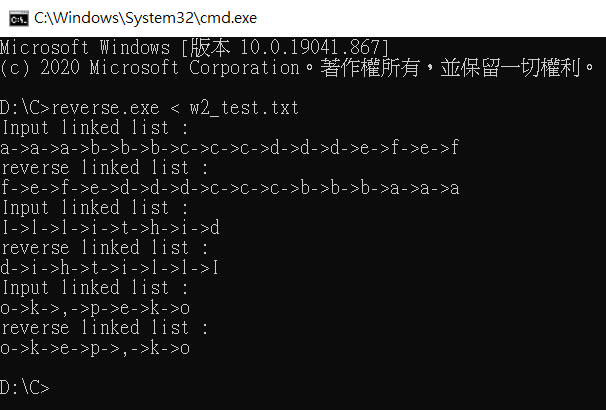 C:\Windows\System32\cmd.exe
Microsoft Windows [版本 10.0.19041.867]
(c) 2020 Microsoft Corporation。著作權所有，並保留一切權利。
D:\C>reverse.exe < w2_test.txt
Input linked list :
a->a->a->b->b->b->c->c->c->d->d->d->e->f->e->f
reverse linked list :
f->e->f->e->d->d->d->c->c->c->b->b->b->a->a->a
Input linked list :
I->l->l->i->t->h->i->d
reverse linked list :
d->i->h->t->i->l->l->I
Input linked list :
o->k->,->p->e->k->o
reverse linked list :
o->k->e->p->,->k->o
D:\C>